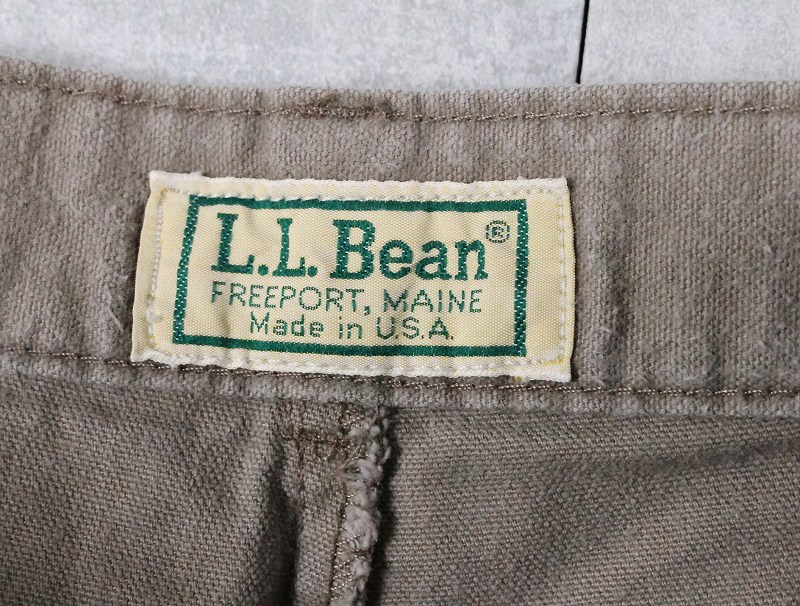 L.L. Bean®
FREEPORT, MAINE
Made in U.S.A.